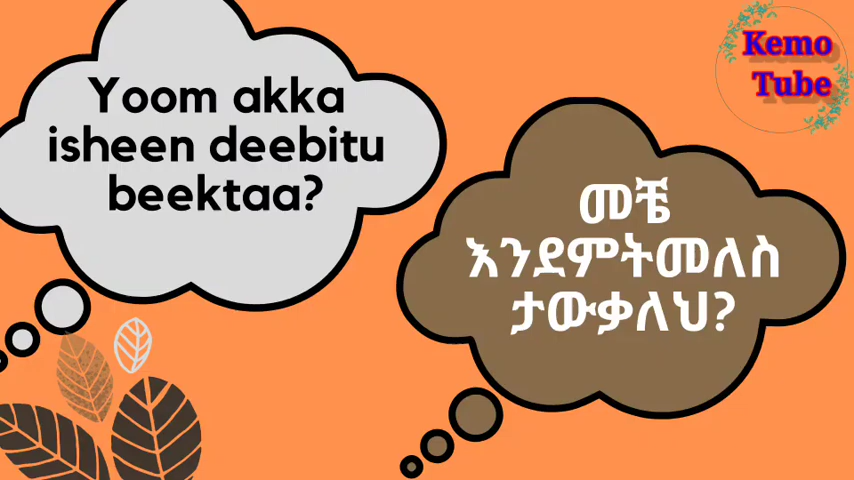 Yoom akka
isheen deebitu
beektaa?
መቼ
እንደምትመለስ
ታውቃለህ?
Kemo
Tube